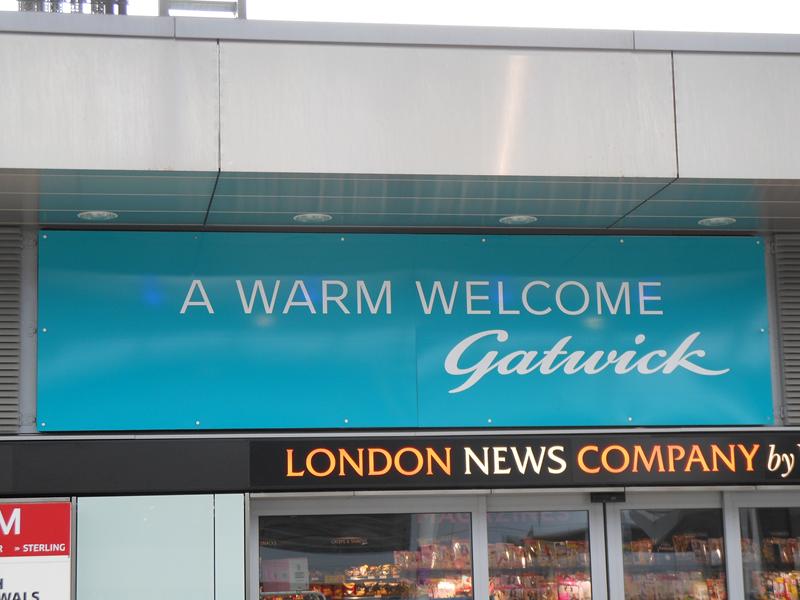 A WARM WELCOME
Gatwick
LONDON NEWS COMPANY by
M
» STERLING